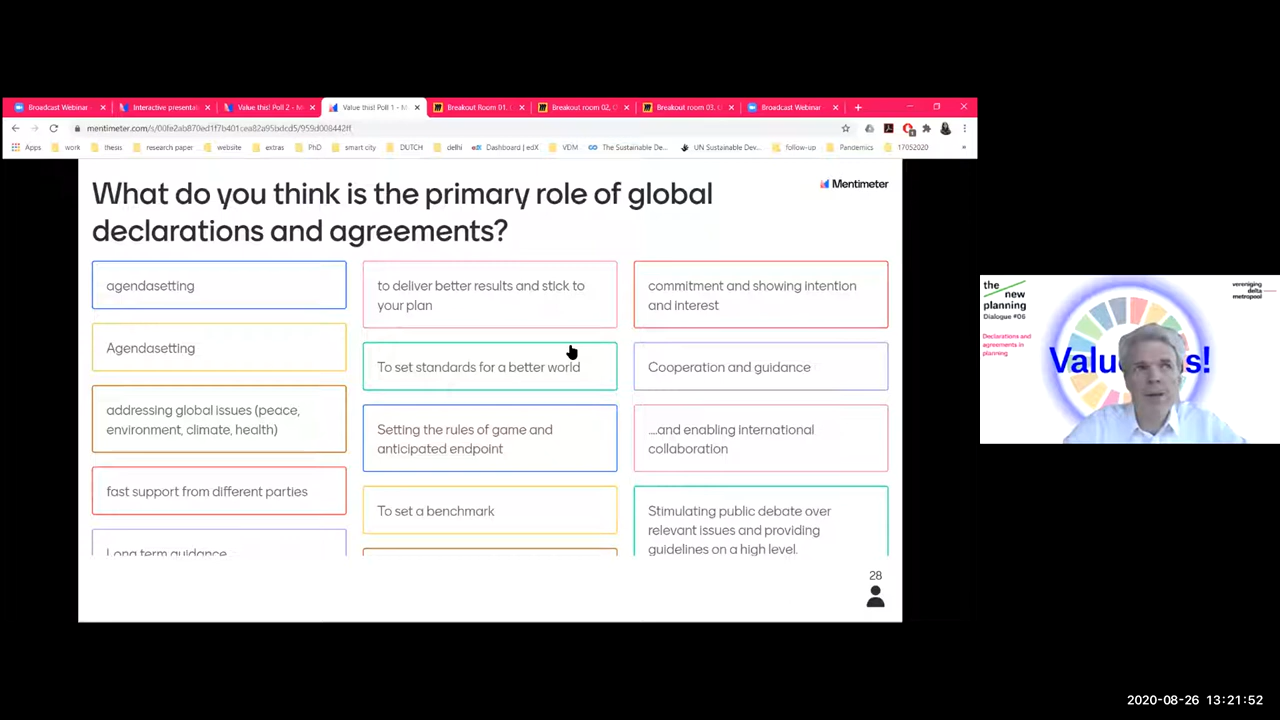 Broadcast Webinar
Interactive presentat
Value this! Poll 2 - M
Value this! Poll 1 - M
Breakout Room 01.
Breakout room 02,
Breakout room 03,
Broadcast Webinar
mentimeter.com/s/00fe2ab870ed1f7b401cea82a95bdcd5/959d008442ff
Apps
work
thesis
research paper
website
extras
PhD
smart city
DUTCH
delhi
edX Dashboard | edX
VDM
The Sustainable De...
UN Sustainable Dev...
follow-up
Pandemics
17052020
»
What do you think is the primary role of global
declarations and agreements?
Mentimeter
agendasetting
Agendasetting
addressing global issues (peace,
environment, climate, health)
fast support from different parties
Long term guidance
to deliver better results and stick to
your plan
To set standards for a better world
Setting the rules of game and
anticipated endpoint
To set a benchmark
commitment and showing intention
and interest
Cooperation and guidance
....and enabling international
collaboration
Stimulating public debate over
relevant issues and providing
guidelines on a high level.
28
the
new
planning
Dialogue #06
Declarations and
agreements in
planning
vereniging
delta
metropool
2020-08-26 13:21:52